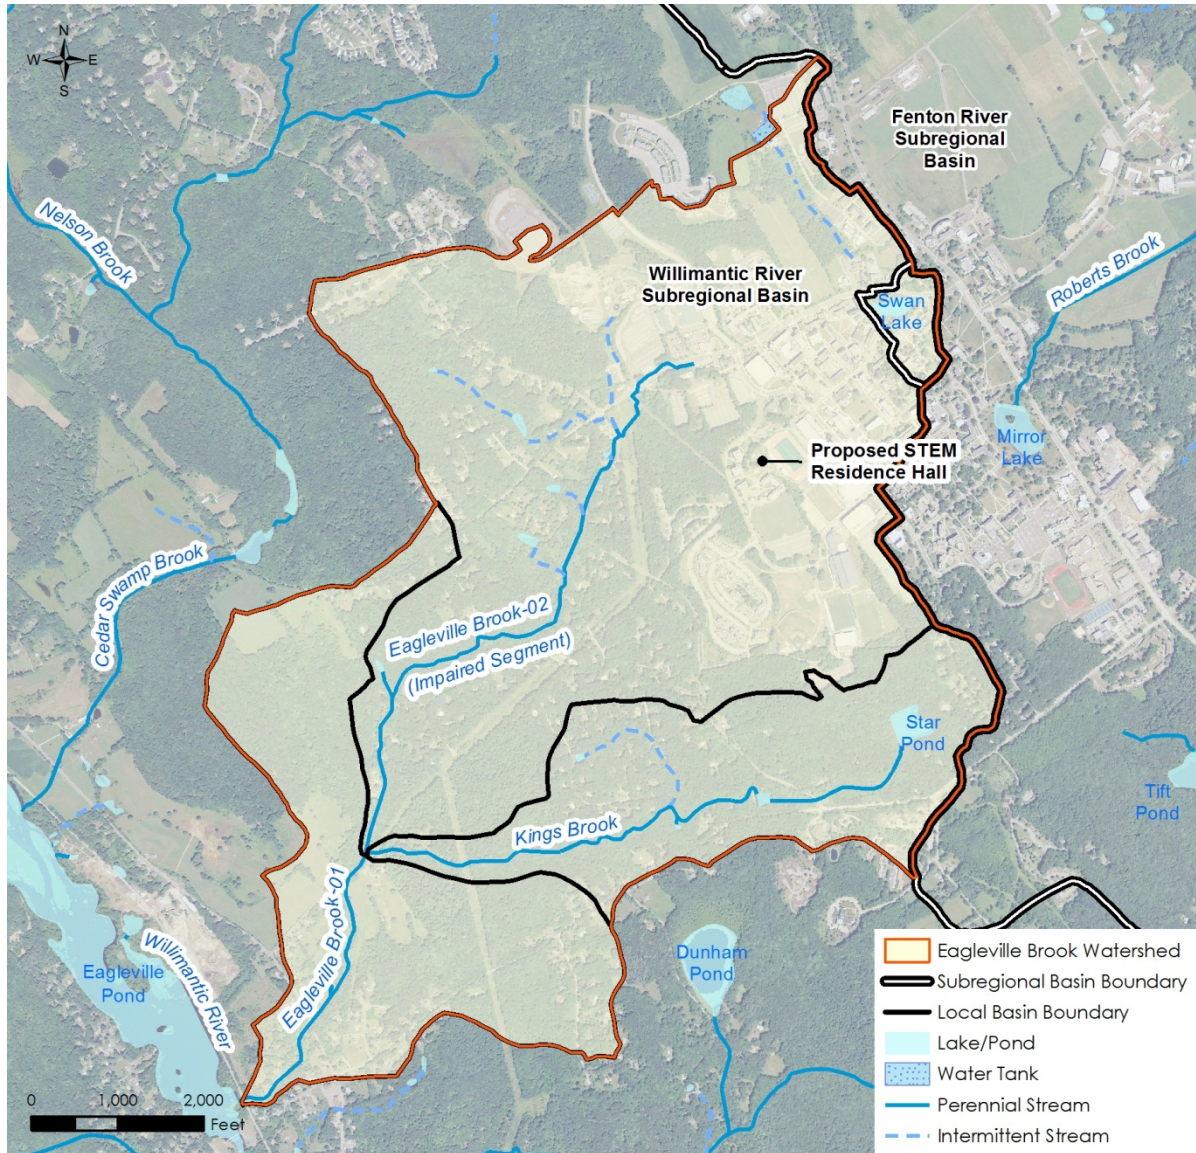 N
W E
S
Fenton River
Subregional
Basin
Nelson Brook
Roberts Brook
Willimantic River
Subregional Basin
Swan
Lake
Mirror
Lake
Proposed STEM
Residence Hall
Cedar Swamp Brook
Eagleville Brook-02
(Impaired Segment)
Star
Pond
Tift
Pond
Kings Brook
Eagleville Brook-01
Willimantic River
Eagleville
Pond
Dunham
Pond
Eagleville Brook Watershed
Subregional Basin Boundary
Local Basin Boundary
Lake/Pond
Water Tank
Perennial Stream
Intermittent Stream
0 1,000 2,000
Feet